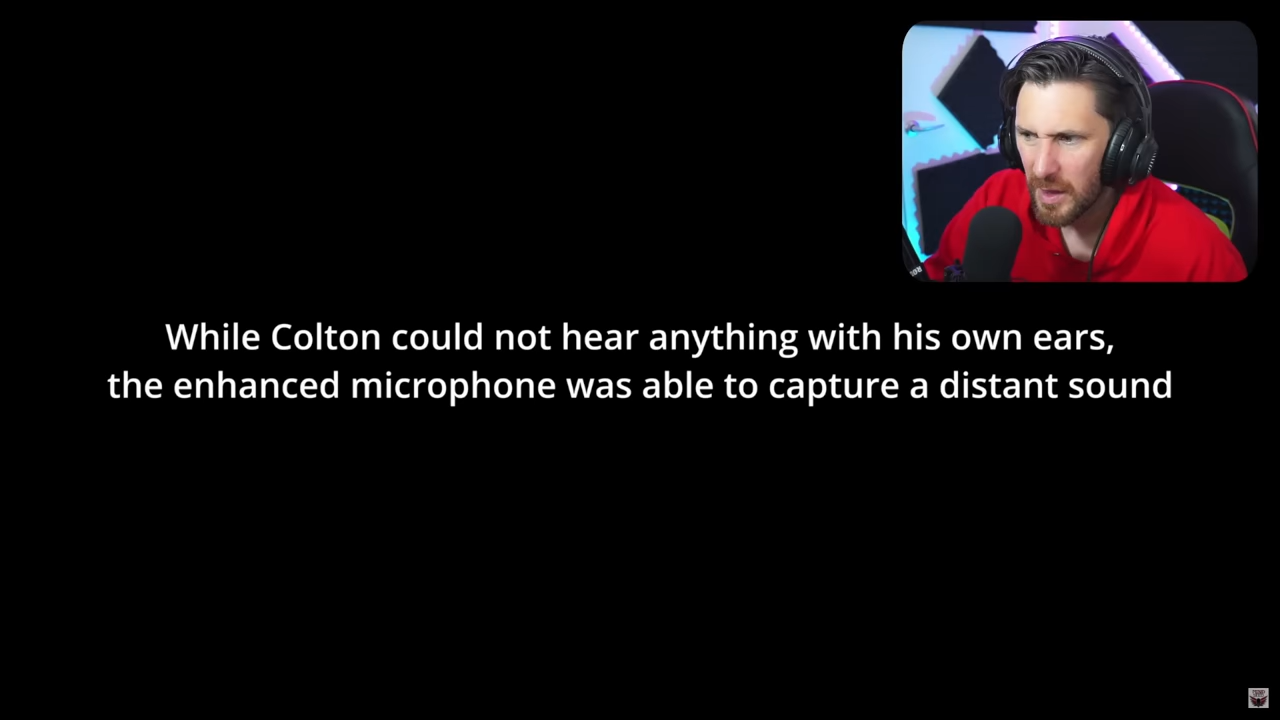 While Colton could not hear anything with his own ears,
the enhanced microphone was able to capture a distant sound